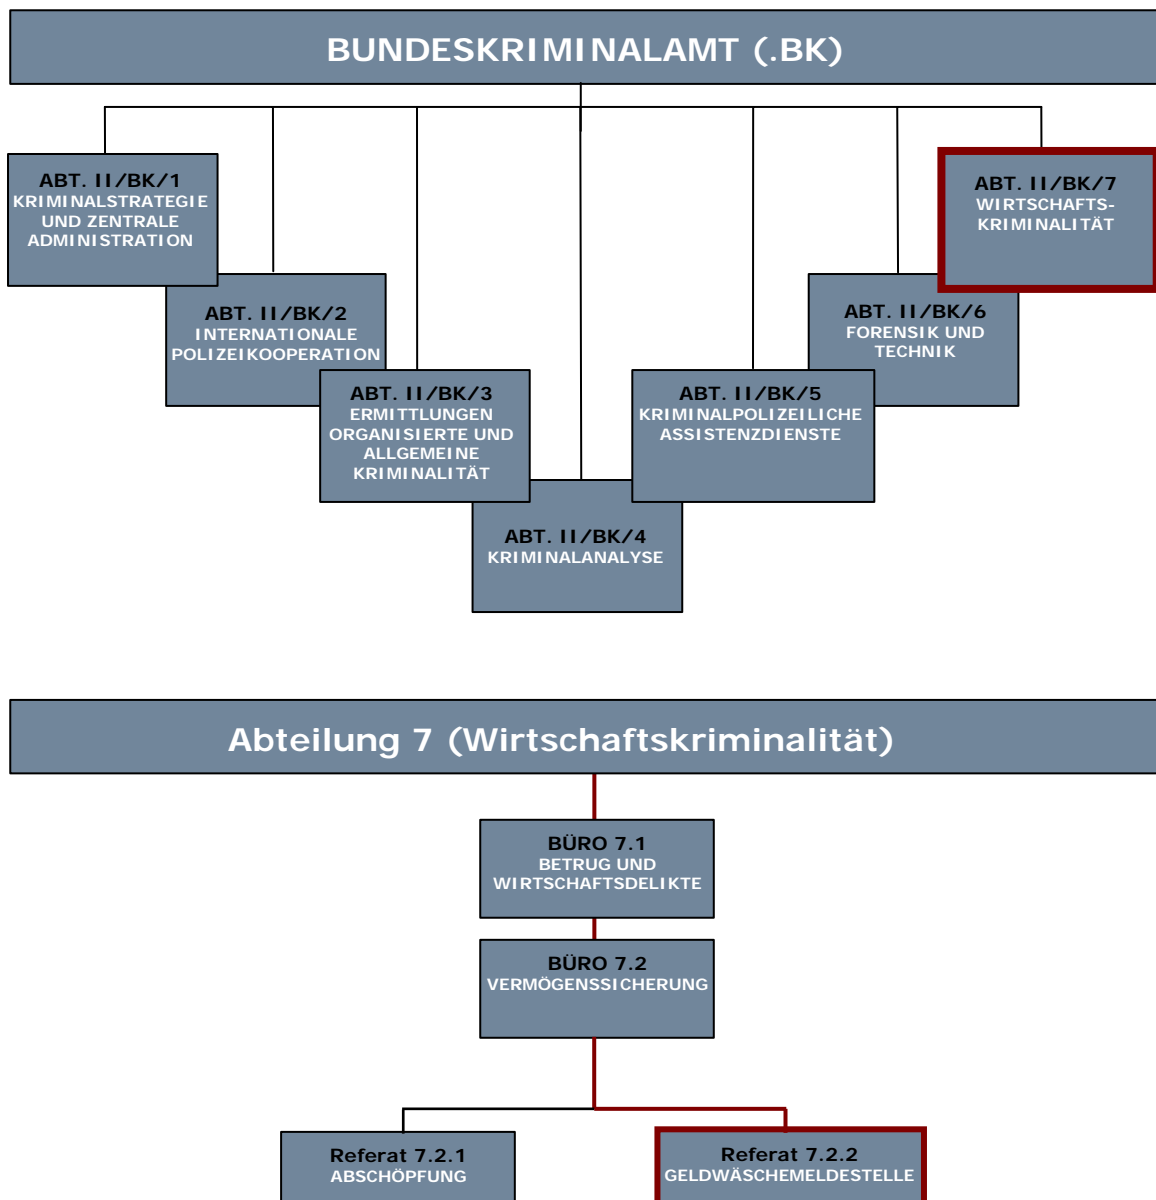 BUNDESKRIMINALAMT (.BK)
ABT. II/BK/1
KRIMINALSTRATEGIE
UND ZENTRALE
ADMINISTRATION
ABT. II/BK/2
INTERNATIONALE
POLIZEIKOOPERATION
ABT. II/BK/3
ERMITTLUNGEN
ORGANISIERTE UND
ALLGEMEINE
KRIMINALITÄT
ABT. II/BK/4
KRIMINALANALYSE
ABT. II/BK/5
KRIMINALPOLIZEILICHE
ASSISTENZDIENSTE
ABT. II/BK/6
FORENSIK UND
TECHNIK
ABT. II/BK/7
WIRTSCHAFTS-
KRIMINALITÄT
Abteilung 7 (Wirtschaftskriminalität)
BÜRO 7.1
BETRUG UND
WIRTSCHAFTSDELIKTE
BÜRO 7.2
VERMÖGENSSICHERUNG
Referat 7.2.1
ABSCHÖPFUNG
Referat 7.2.2
GELDWÄSCHEMELDESTELLE